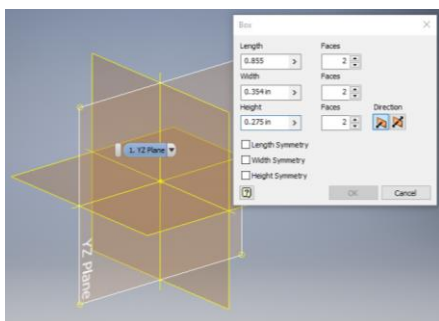 Box
Length Faces
0.855 2
Width Faces
0.354 in 2
Height Faces Direction
0.275 in 2
Length Symmetry
Width Symmetry
Height Symmetry
? OK Cancel
1. YZ Plane
YZ Plane